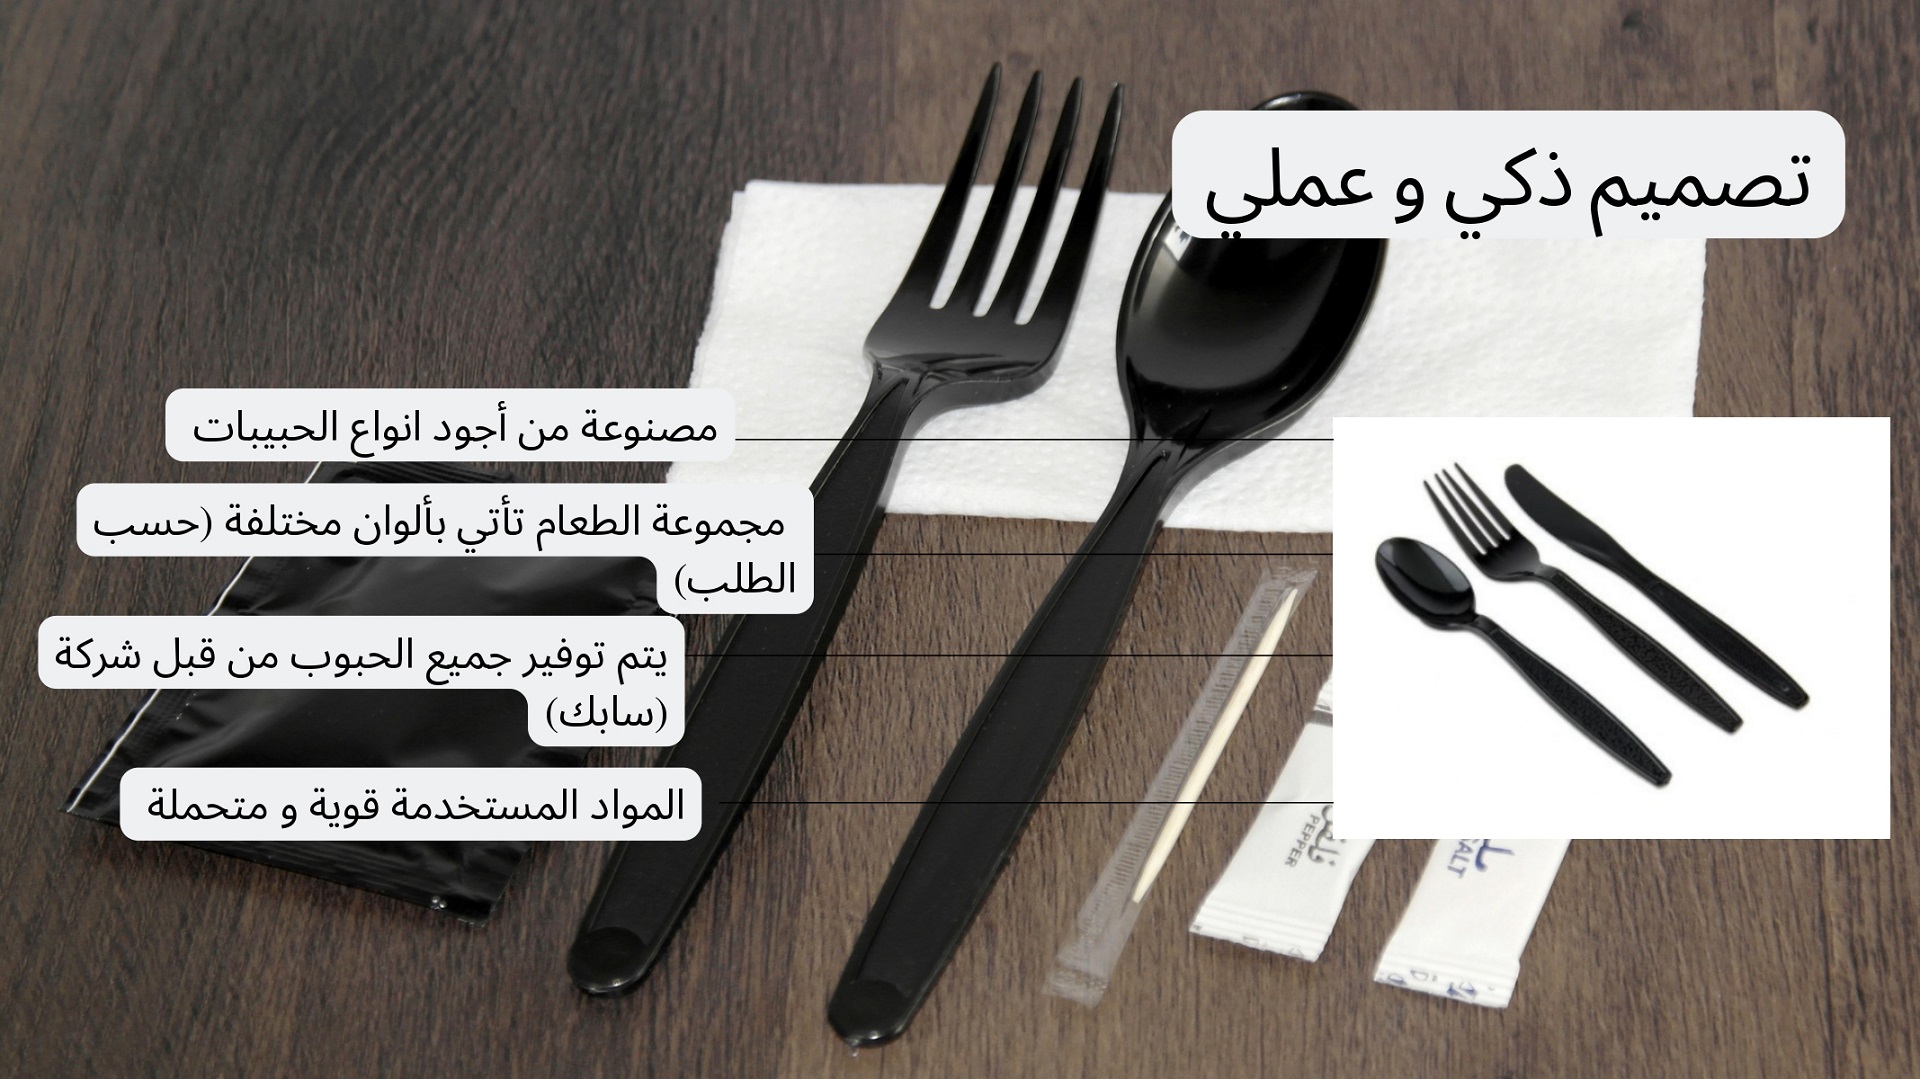 تصميم ذكي و عملي
مصنوعة من أجود انواع الحبيبات
مجموعة الطعام تأتي بألوان مختلفة (حسب
الطلب)
يتم توفير جميع الحبوب من قبل شركة
(سابك)
المواد المستخدمة قوية و متحملة
PEPPER
SALT